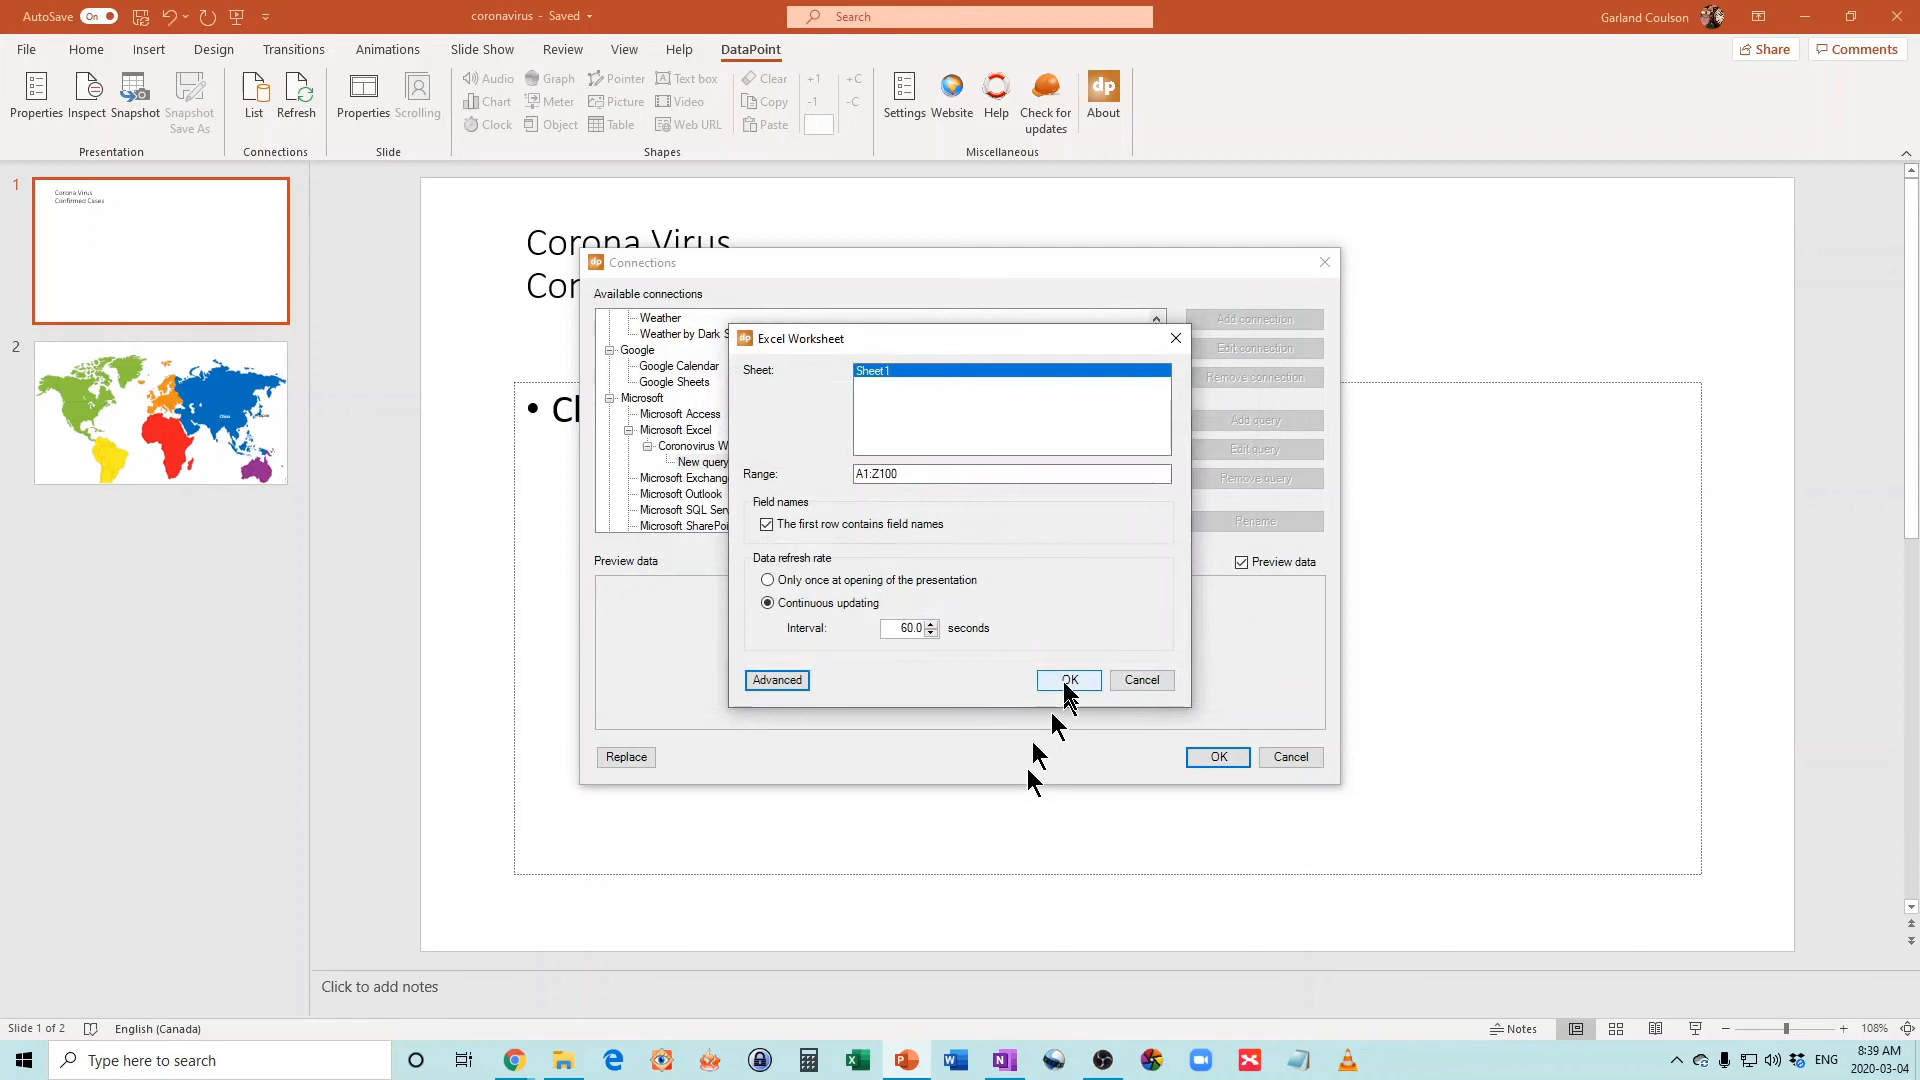 AutoSave On coronavirus - Saved Search Garland Coulson
File Home Insert Design Transitions Animations Slide Show Review View Help DataPoint Share Comments
Properties Inspect Snapshot Snapshot Save As
Presentation
List Refresh
Connections
Properties Scrolling
Slide
Audio Graph Pointer Text box Clear +1 +C
Chart Meter Picture Video Copy -1 -C
Clock Object Table Web URL Paste
Shapes
Settings Website Help Check for updates About
Miscellaneous
1
Corona Virus
Confirmed Cases
2
China
Corona Virus
Connections
Available connections
Weather
Weather by Dark S
Google
Google Calendar
Google Sheets
Microsoft
Microsoft Access
Microsoft Excel
Coronovirus W
New query
Microsoft Exchang
Microsoft Outlook
Microsoft SQL Serv
Microsoft SharePoi
Add connection
Edit connection
Remove connection
Add query
Edit query
Remove query
Rename
Preview data
Preview data
Replace OK Cancel
Excel Worksheet
Sheet: Sheet1
Range: A1:Z100
Field names
The first row contains field names
Data refresh rate
Only once at opening of the presentation
Continuous updating
Interval: 60.0 seconds
Advanced OK Cancel
Click to add notes
Slide 1 of 2 English (Canada) Notes 108%
Type here to search
ENG 8:39 AM
2020-03-04